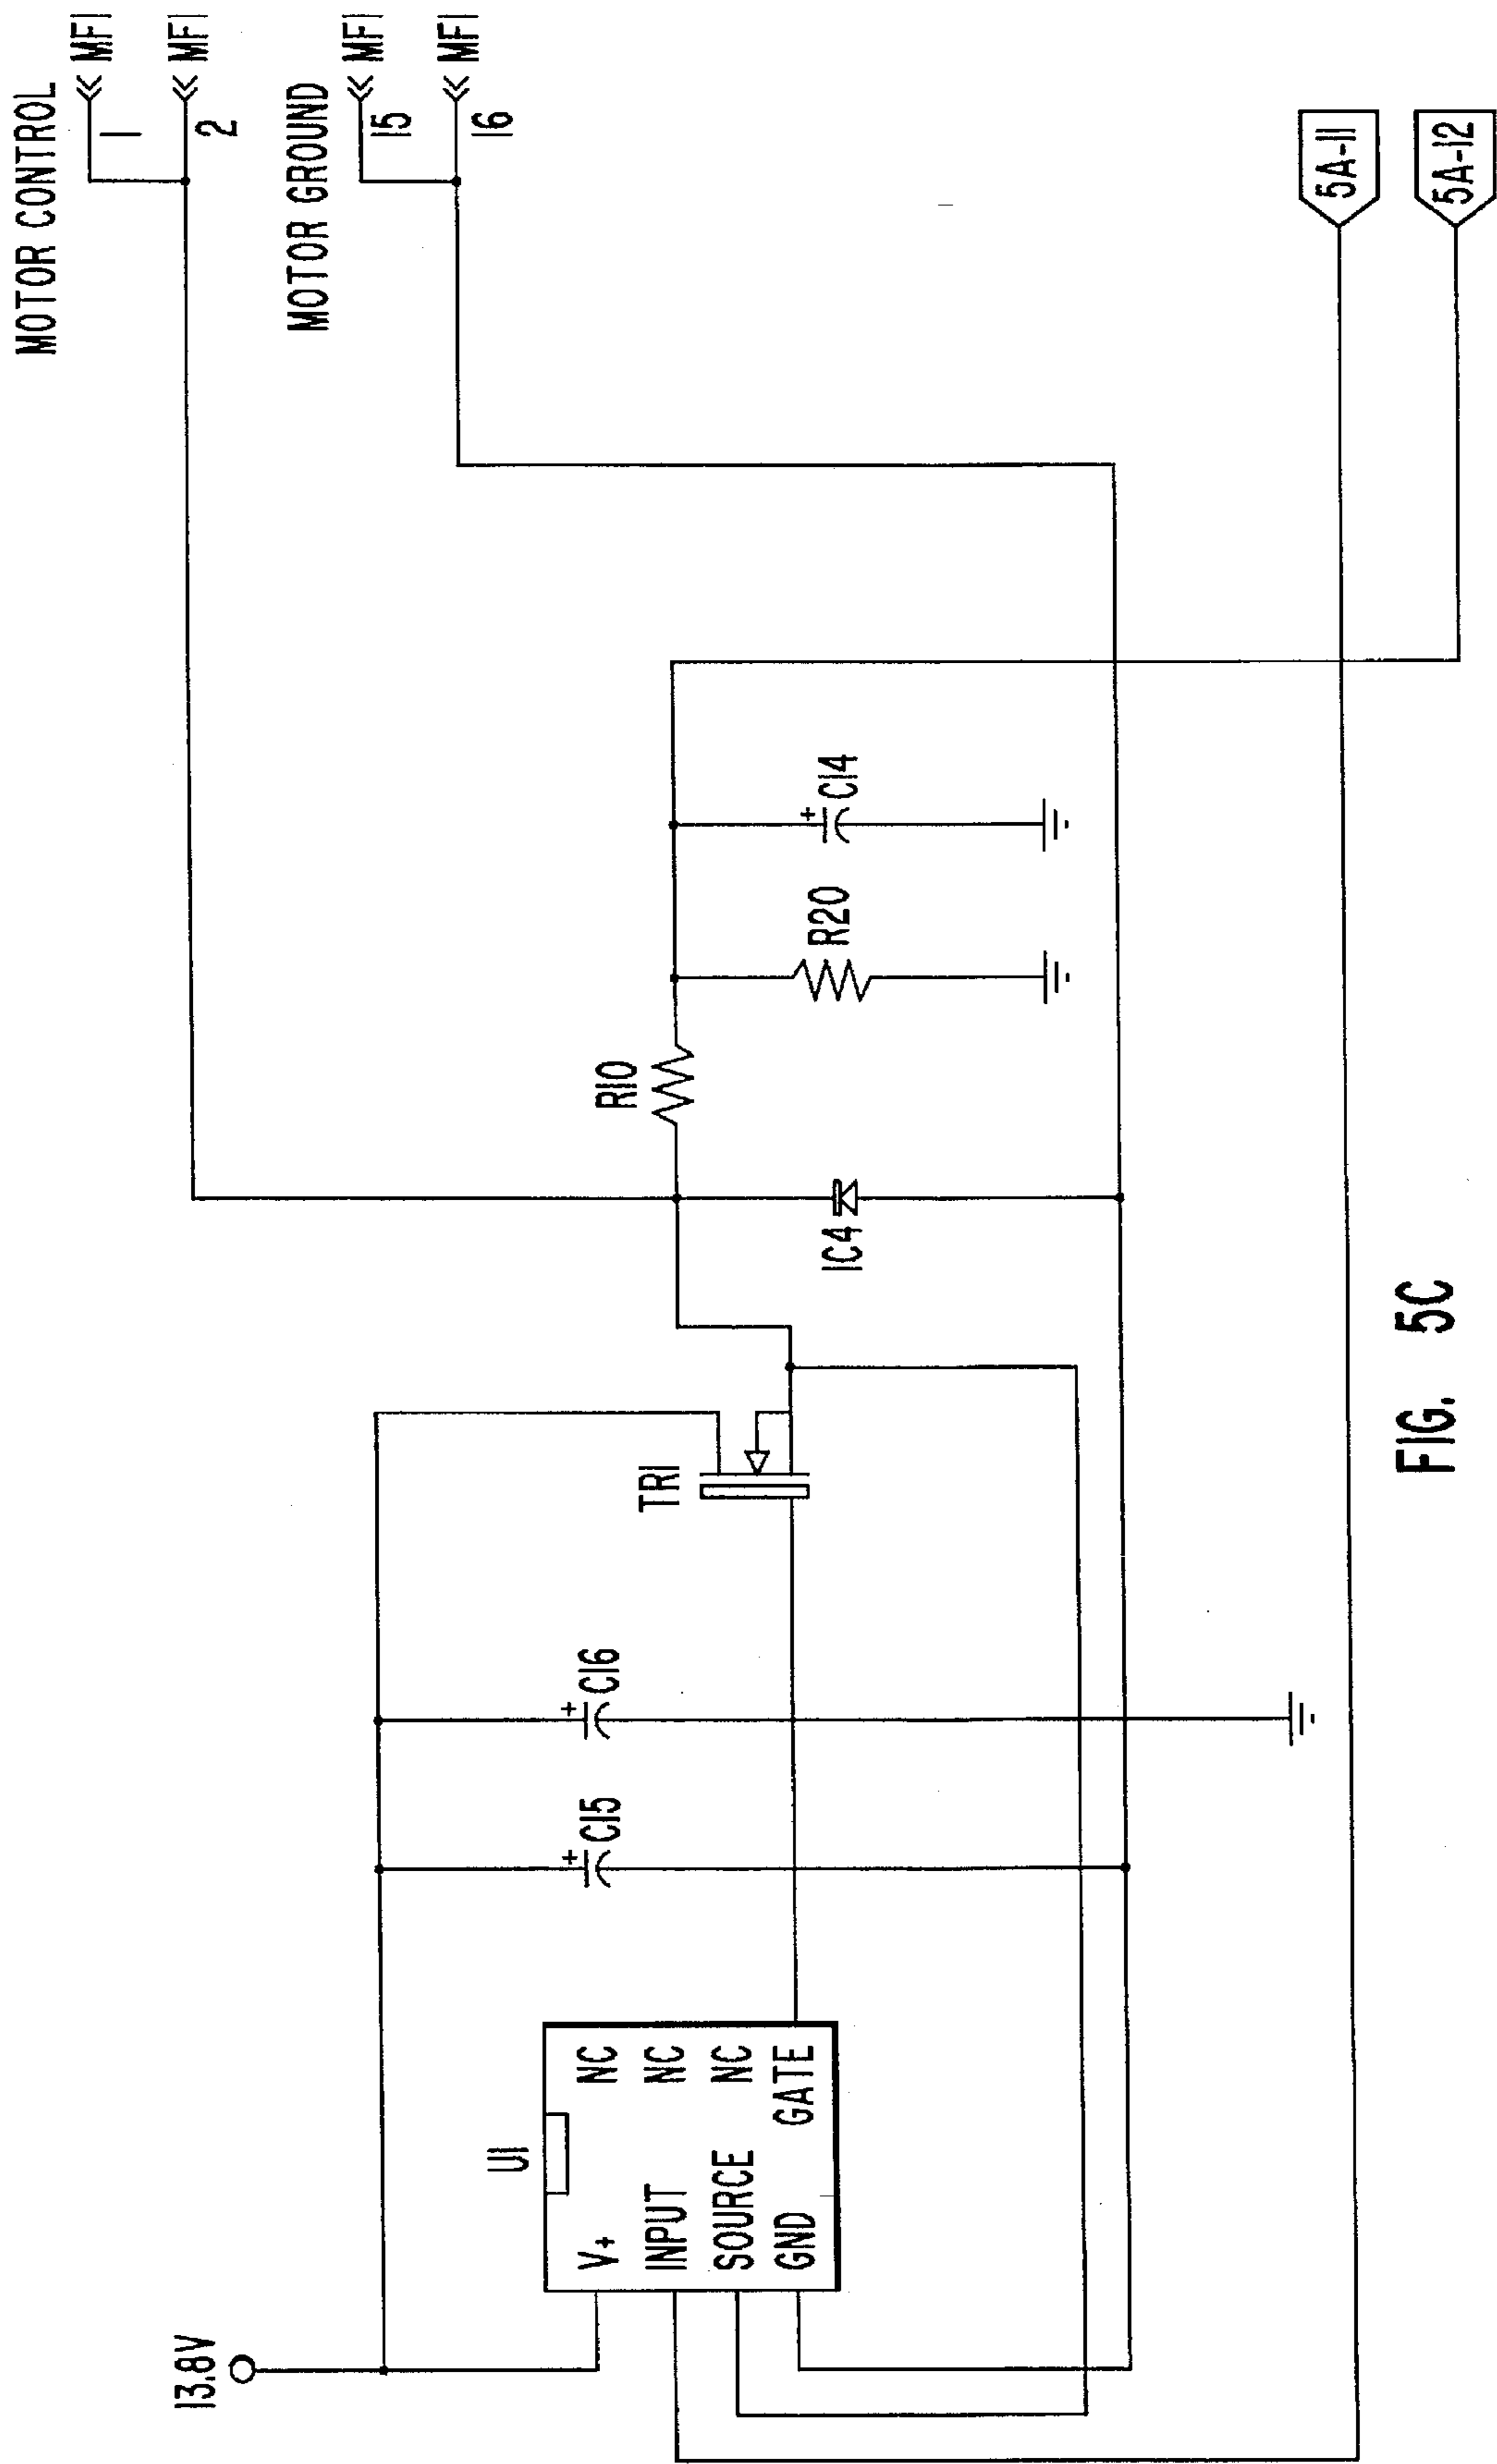 MOTOR CONTROL
MF1
1
MF1
2
MOTOR GROUND
MF1
15
MF1
16
13.8V
U1
V+
NC
INPUT
NC
SOURCE
NC
GND
GATE
C15
+
C16
+
TR1
R10
IC4
R20
C14
+
5A-11
5A-12
FIG. 5C